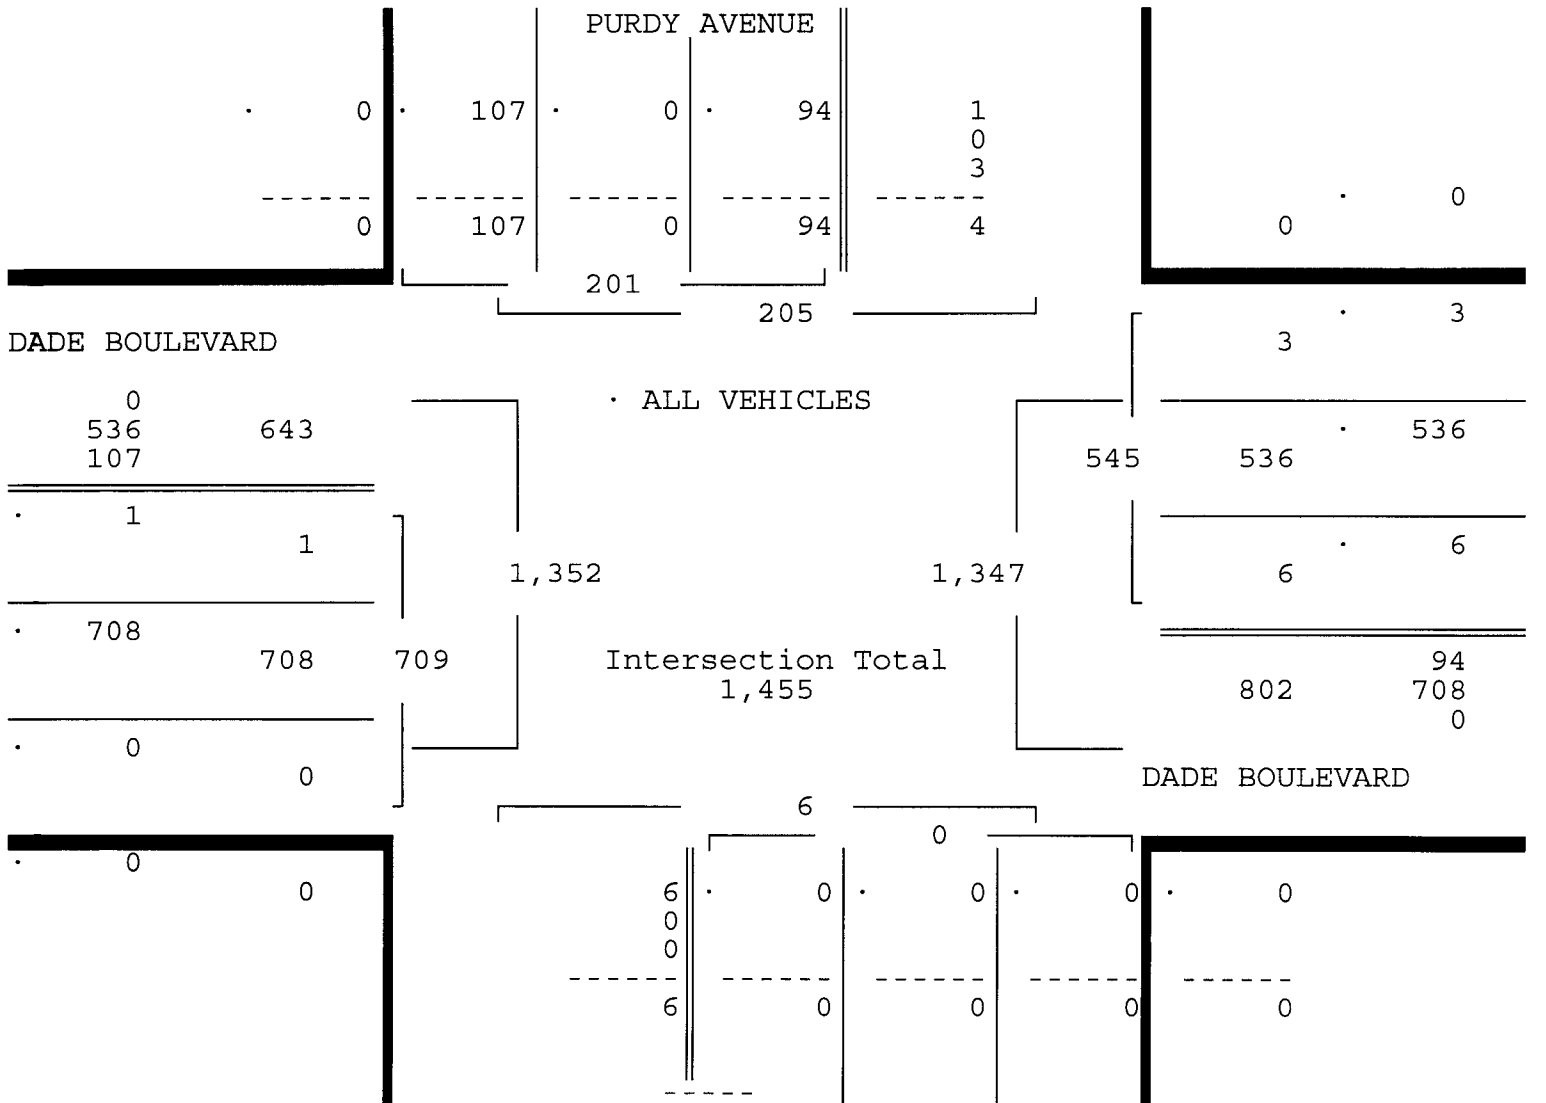 PURDY AVENUE
· 0 · 107 · 0 · 94 1
0
3
------ ------ ------ ------ ------ · 0
0 107 0 94 4 0
201
205 · 3
DADE BOULEVARD 3
0 · ALL VEHICLES
536 643 · 536
107 545 536
· 1
1 · 6
1,352 1,347 6
· 708
708 709 Intersection Total 94
1,455 802 708
0
· 0
0 DADE BOULEVARD
6
0
· 0
0 6 · 0 · 0 · 0 · 0
0
0
------ ------ ------ ------ ------
6 0 0 0 0
-----